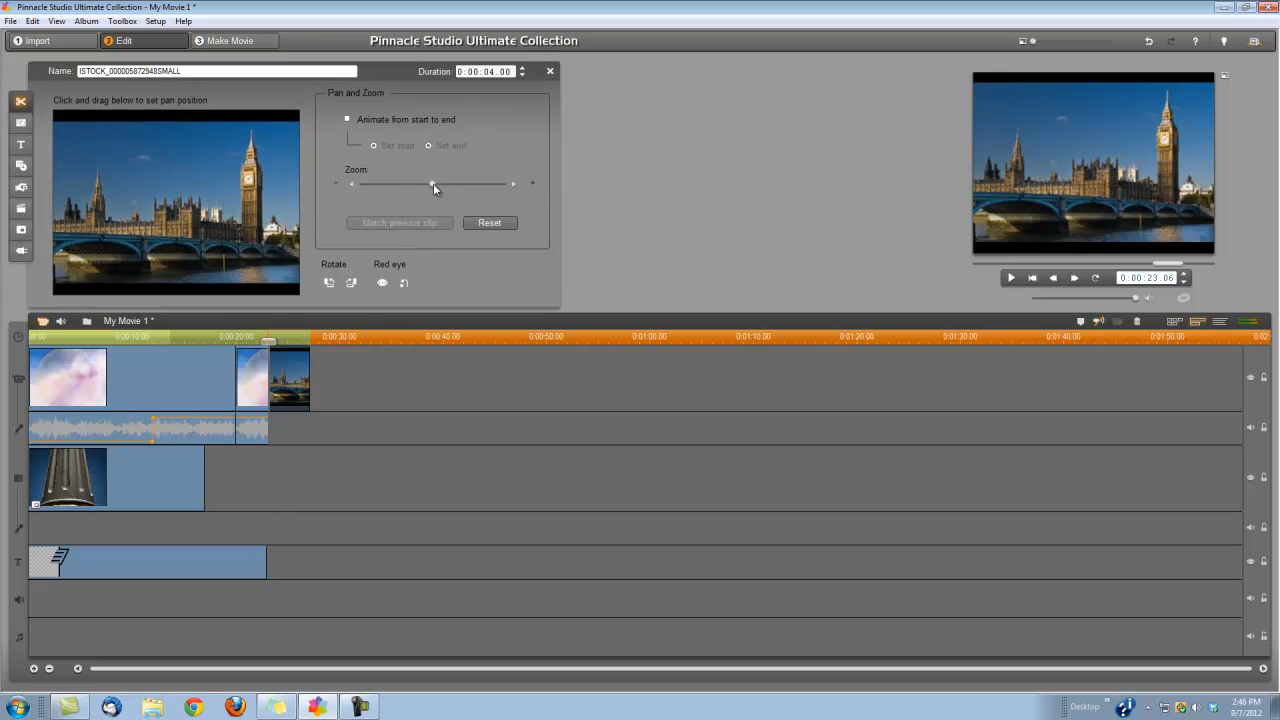 Pinnacle Studio Ultimate Collection - My Movie 1 *
File Edit View Album Toolbox Setup Help
1 Import 2 Edit 3 Make Movie Pinnacle Studio Ultimate Collection
Name: ISTOCK_000005872948SMALL Duration: 0:00:04.00
Click and drag below to set pan position
Pan and Zoom
Animate from start to end
Set start Set end
Zoom:
Match previous clip Reset
Rotate Red eye
0:00:23.06
My Movie 1 *
0:00:10.00 0:00:20.00 0:00:30.00 0:00:40.00 0:00:50.00 0:01:00.00 0:01:10.00 0:01:20.00 0:01:30.00 0:01:40.00 0:01:50.00
T
Desktop
2:46 PM
9/7/2012